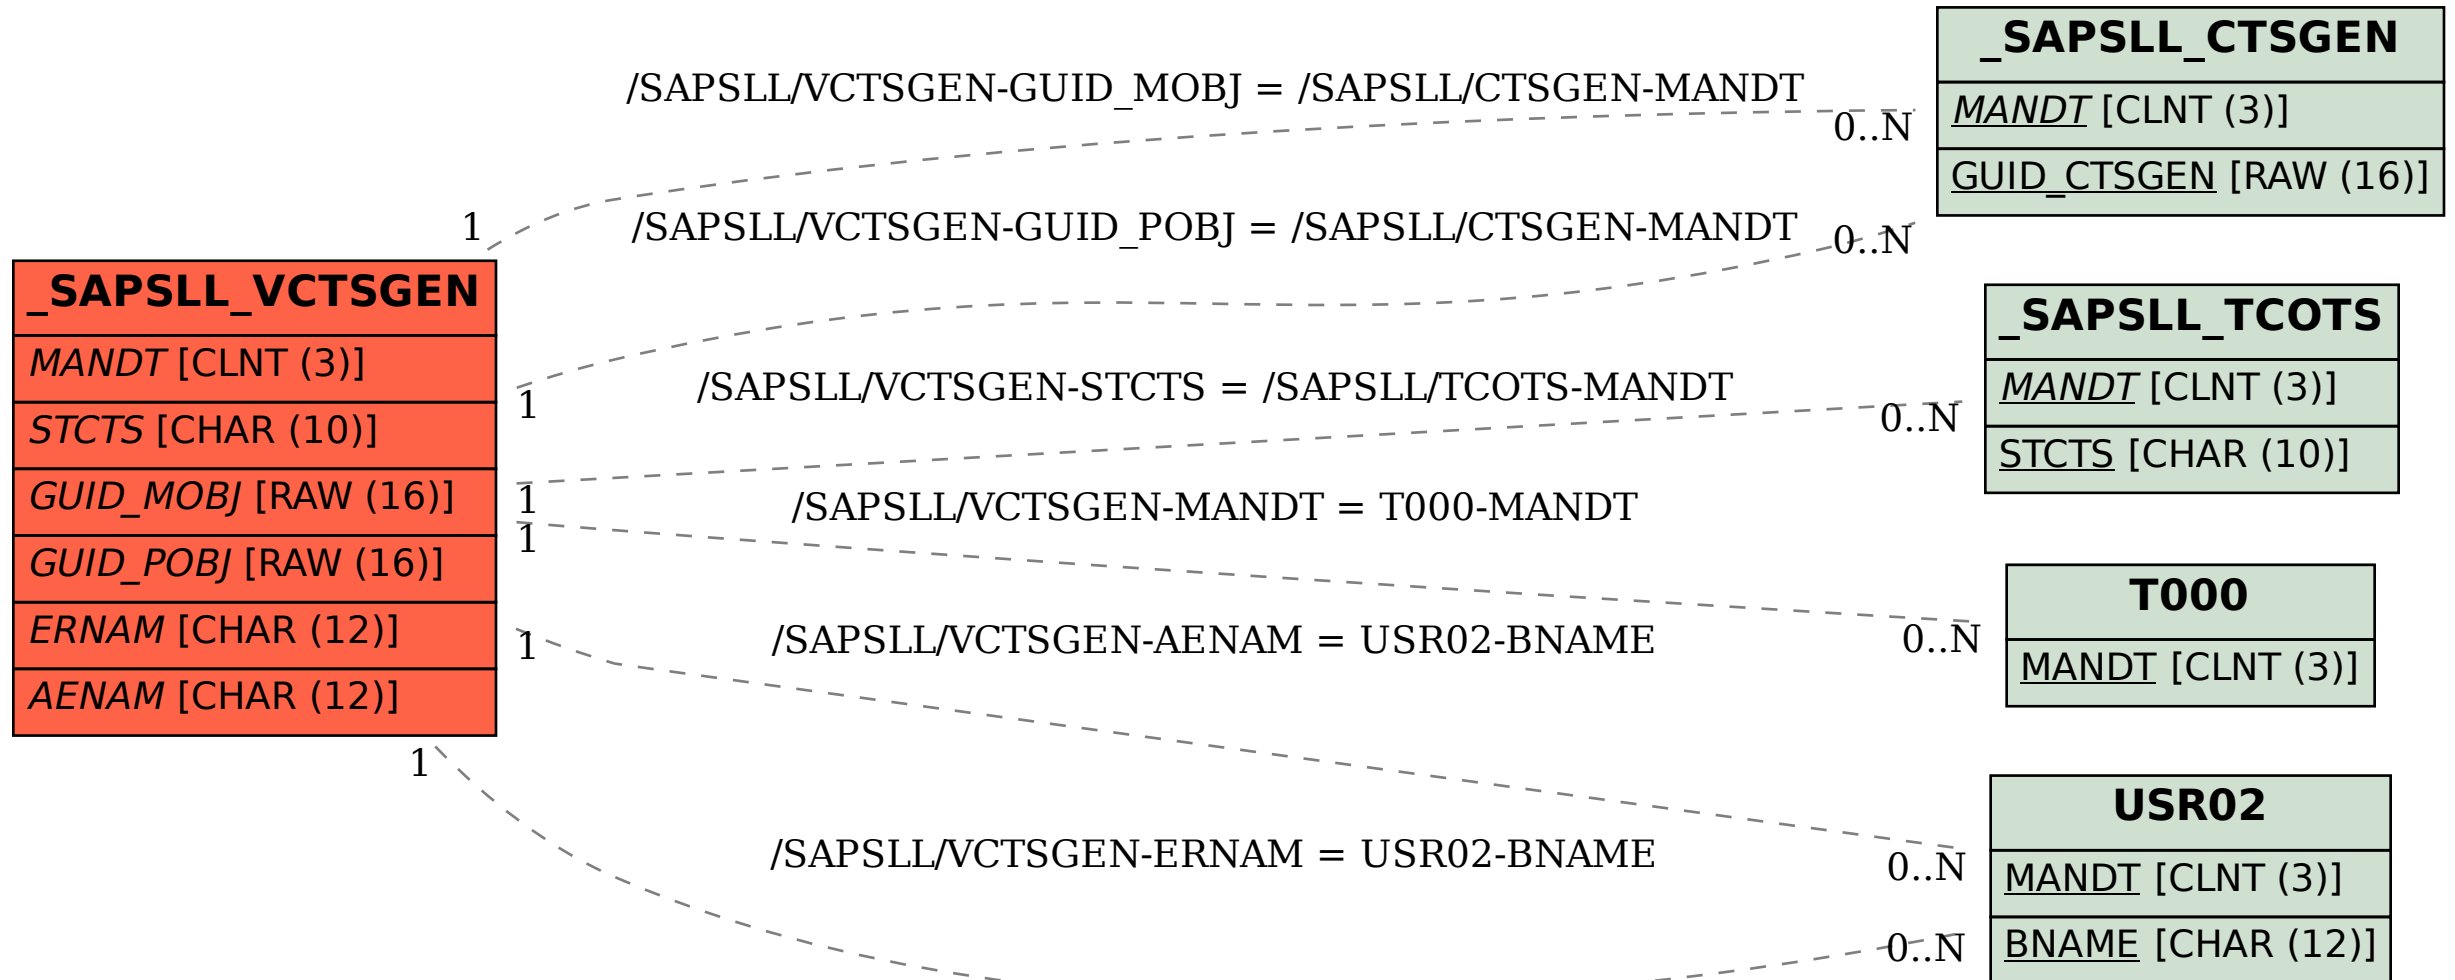 _SAPSLL_VCTSGEN
MANDT [CLNT (3)]
STCTS [CHAR (10)]
GUID_MOBJ [RAW (16)]
GUID_POBJ [RAW (16)]
ERNAM [CHAR (12)]
AENAM [CHAR (12)]
/SAPSLL/VCTSGEN-GUID_MOBJ = /SAPSLL/CTSGEN-MANDT
1
0..N
/SAPSLL/VCTSGEN-GUID_POBJ = /SAPSLL/CTSGEN-MANDT
1
0..N
/SAPSLL/VCTSGEN-STCTS = /SAPSLL/TCOTS-MANDT
1
0..N
/SAPSLL/VCTSGEN-MANDT = T000-MANDT
1
0..N
/SAPSLL/VCTSGEN-AENAM = USR02-BNAME
1
0..N
/SAPSLL/VCTSGEN-ERNAM = USR02-BNAME
1
0..N
_SAPSLL_CTSGEN
MANDT [CLNT (3)]
GUID_CTSGEN [RAW (16)]
_SAPSLL_TCOTS
MANDT [CLNT (3)]
STCTS [CHAR (10)]
T000
MANDT [CLNT (3)]
USR02
MANDT [CLNT (3)]
BNAME [CHAR (12)]